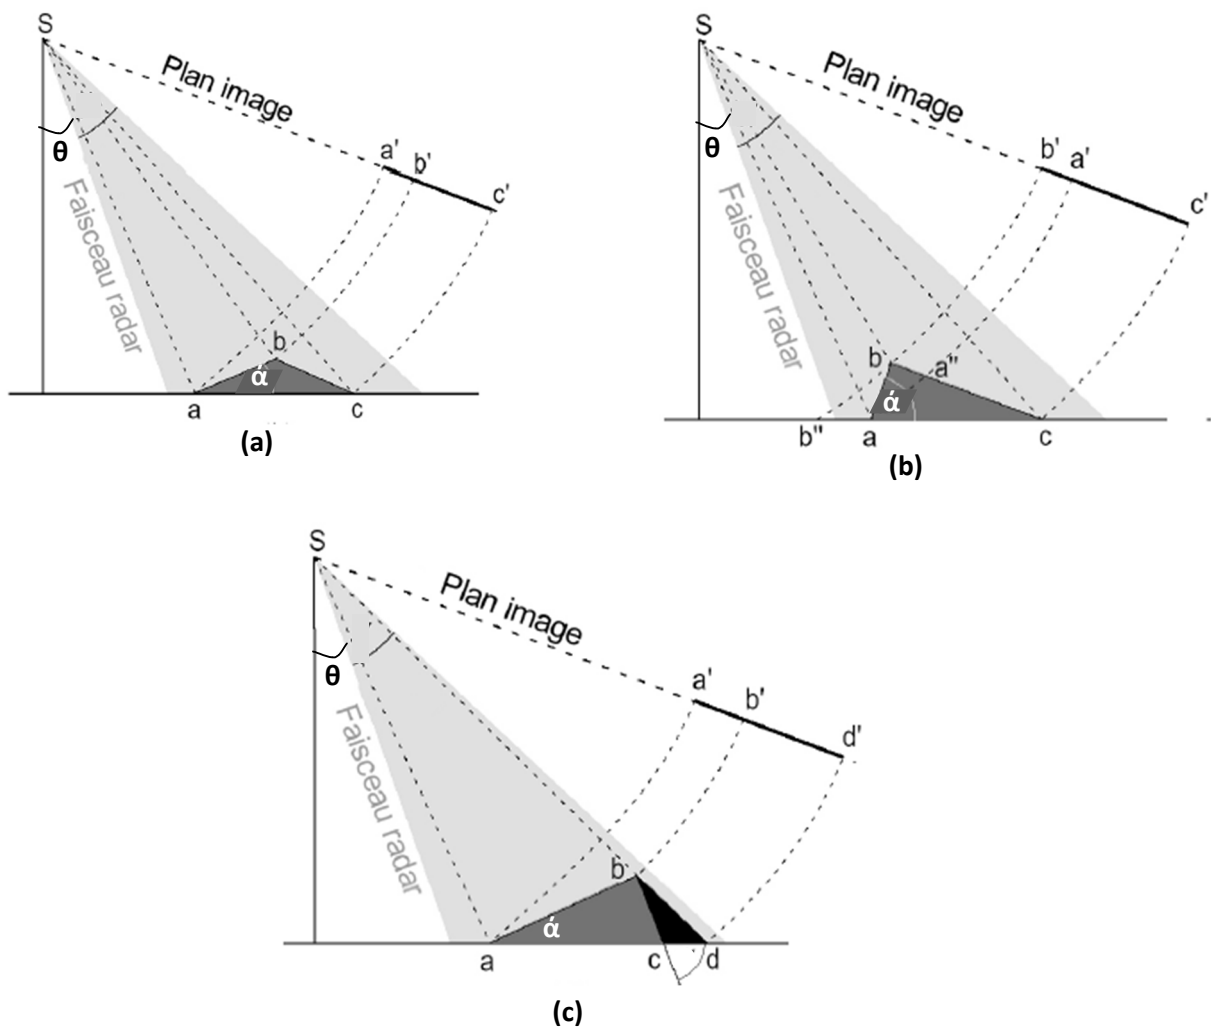 S
Plan image
θ
Faisceau radar
a'
b'
c'
b
ά
a
c
(a)
S
Plan image
θ
Faisceau radar
b'
a'
c'
b
a"
ά
b"
a
c
(b)
S
Plan image
θ
Faisceau radar
a'
b'
d'
b
ά
a
c
d
(c)